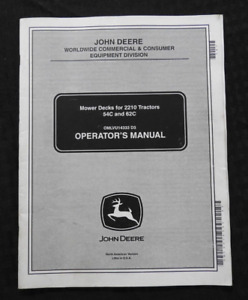 JOHN DEERE
WORLDWIDE COMMERCIAL & CONSUMER
EQUIPMENT DIVISION
Mower Decks for 2210 Tractors
54C and 62C
OPERATOR'S MANUAL
JOHN DEERE